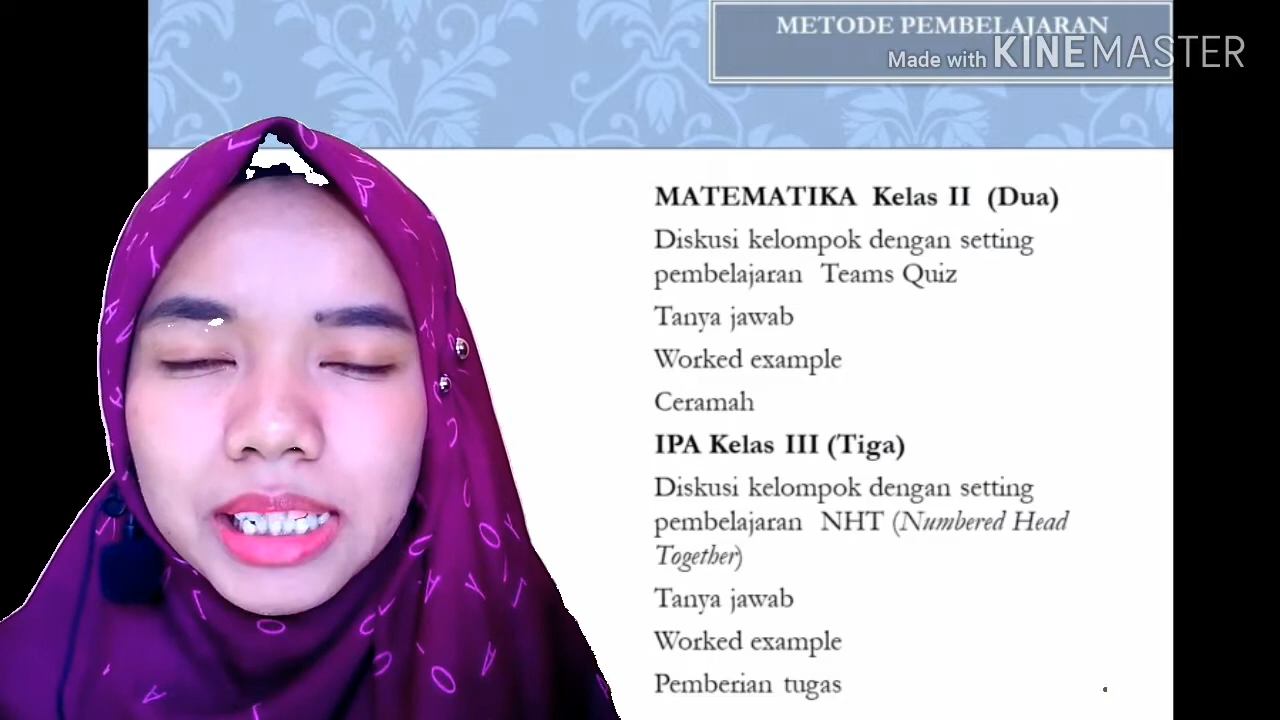 METODE PEMBELAJARAN
Made with KINEMASTER
MATEMATIKA Kelas II (Dua)
Diskusi kelompok dengan setting
pembelajaran Teams Quiz
Tanya jawab
Worked example
Ceramah
IPA Kelas III (Tiga)
Diskusi kelompok dengan setting
pembelajaran NHT (Numbered Head
Together)
Tanya jawab
Worked example
Pemberian tugas